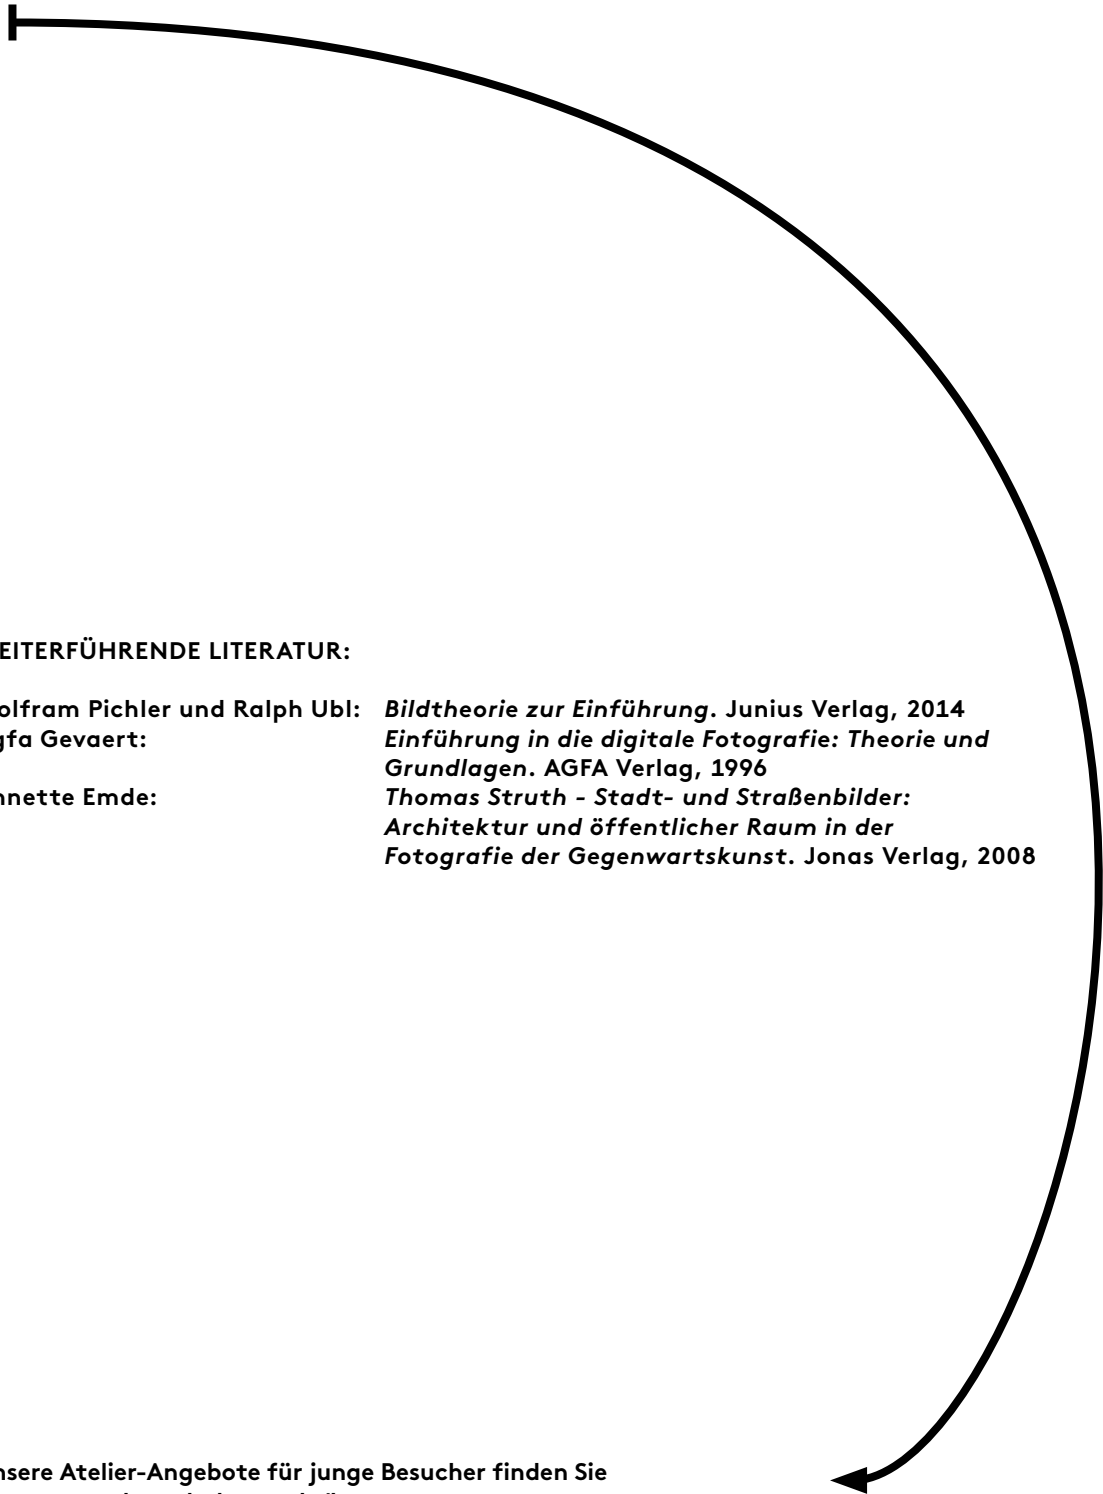 EITERFÜHRENDE LITERATUR:
olfram Pichler und Ralph Ubl: Bildtheorie zur Einführung. Junius Verlag, 2014
gfa Gevaert: Einführung in die digitale Fotografie: Theorie und
Grundlagen. AGFA Verlag, 1996
nnette Emde: Thomas Struth - Stadt- und Straßenbilder:
Architektur und öffentlicher Raum in der
Fotografie der Gegenwartskunst. Jonas Verlag, 2008
nsere Atelier-Angebote für junge Besucher finden Sie